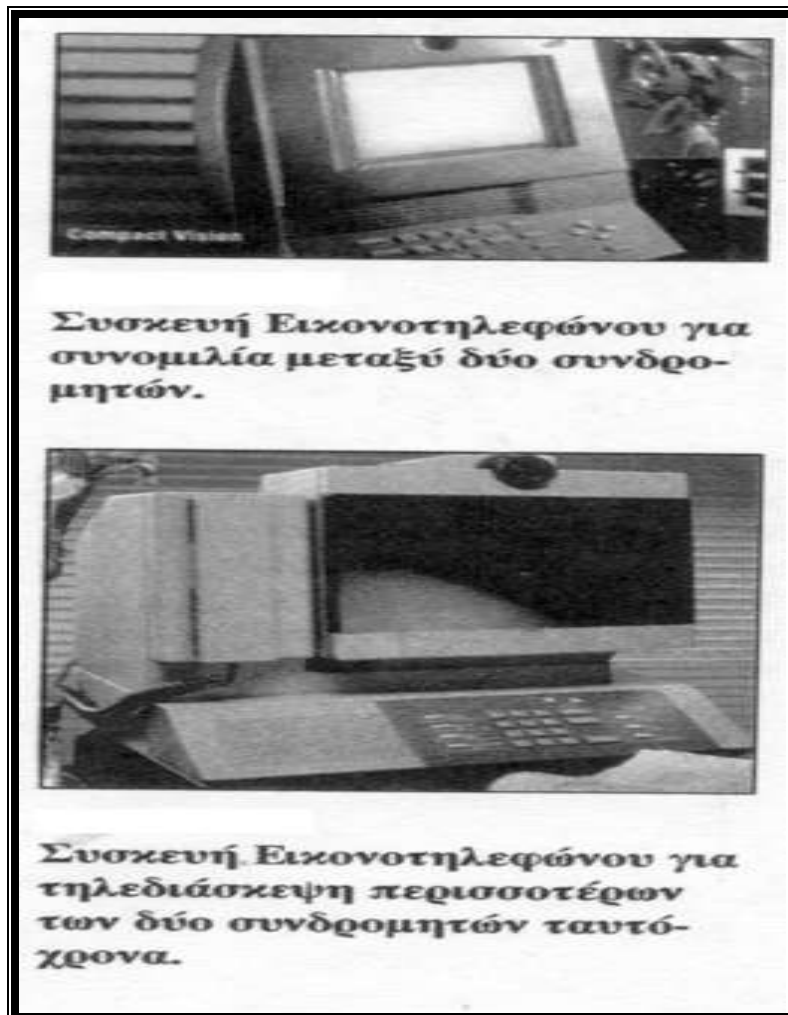 Compact Vision
Συσκευή Εικονοτηλεφώνου για
συνομιλία μεταξύ δύο συνδρο-
μητών.
Συσκευή Εικονοτηλεφώνου για
τηλεδιάσκεψη περισσοτέρων
των δύο συνδρομητών ταυτό-
χρονα.